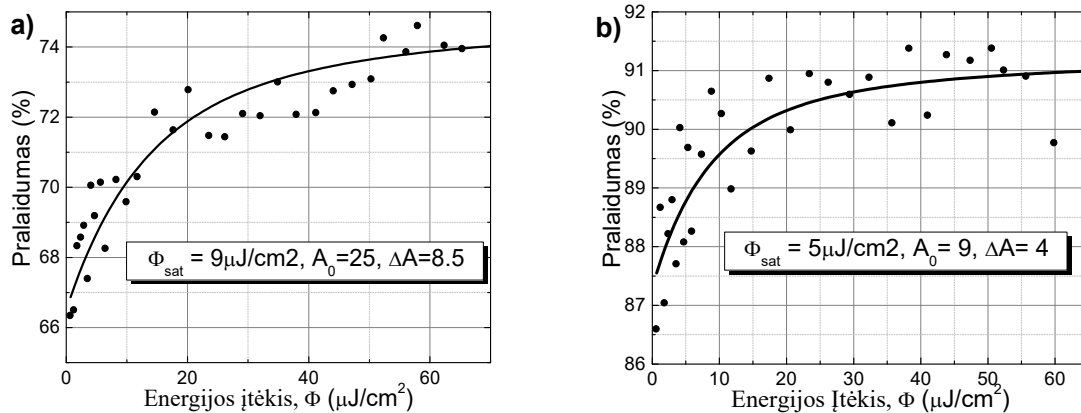 a)
Pralaidumas (%)
74
72
70
68
66
Φsat = 9μJ/cm2, A0=25, ΔA=8.5
0 20 40 60
Energijos įtėkis, Φ (μJ/cm²)
b)
Pralaidumas (%)
92
91
90
89
88
87
86
Φsat = 5μJ/cm2, A0= 9, ΔA= 4
0 10 20 30 40 50 60
Energijos Įtėkis, Φ (μJ/cm²)